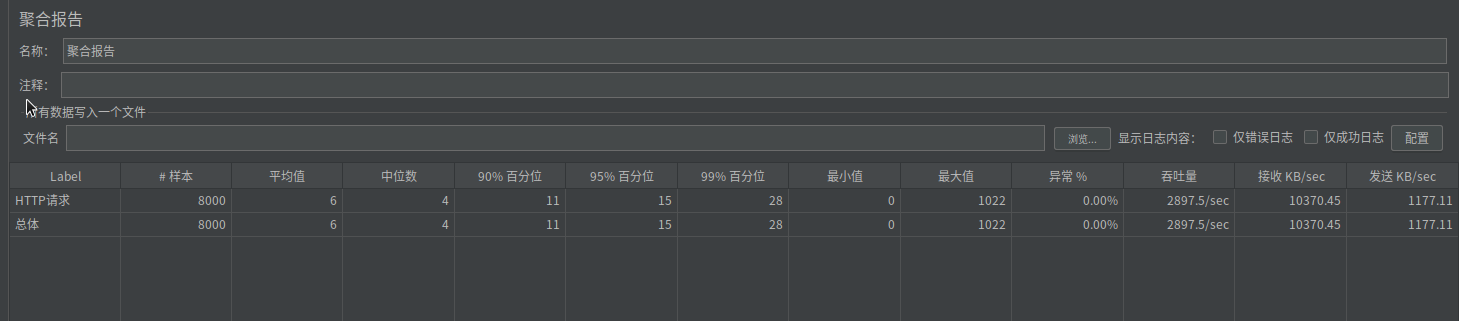 聚合报告
名称： 聚合报告
注释：
有数据写入一个文件
文件名 浏览... 显示日志内容： 仅错误日志 仅成功日志 配置
Label # 样本 平均值 中位数 90% 百分位 95% 百分位 99% 百分位 最小值 最大值 异常 % 吞吐量 接收 KB/sec 发送 KB/sec
HTTP请求 8000 6 4 11 15 28 0 1022 0.00% 2897.5/sec 10370.45 1177.11
总体 8000 6 4 11 15 28 0 1022 0.00% 2897.5/sec 10370.45 1177.11